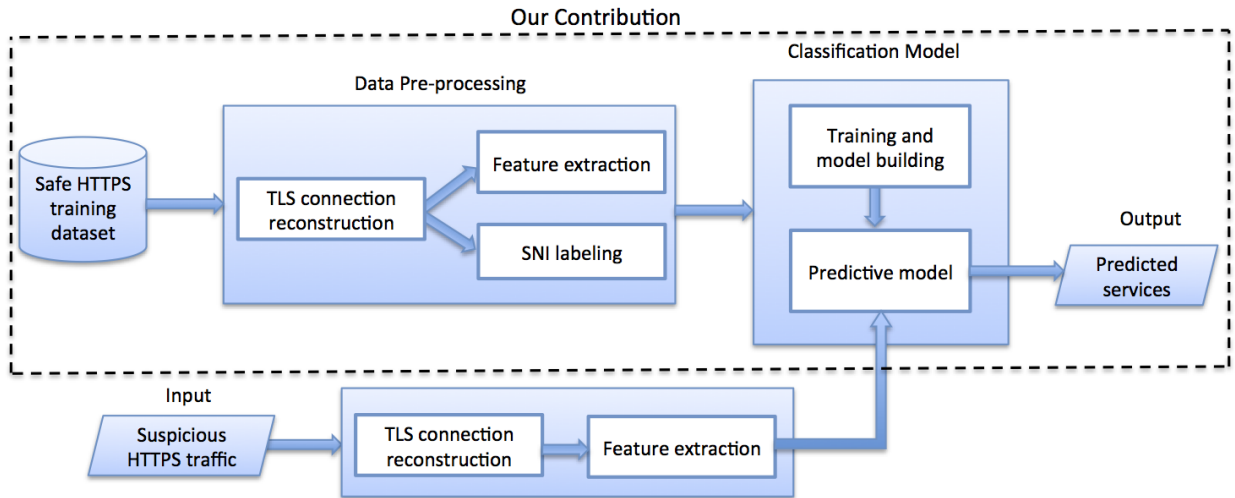 Our Contribution
Classification Model
Data Pre-processing
Safe HTTPS
training
dataset
TLS connection
reconstruction
Feature extraction
SNI labeling
Training and
model building
Predictive model
Output
Predicted
services
Input
Suspicious
HTTPS traffic
TLS connection
reconstruction
Feature extraction